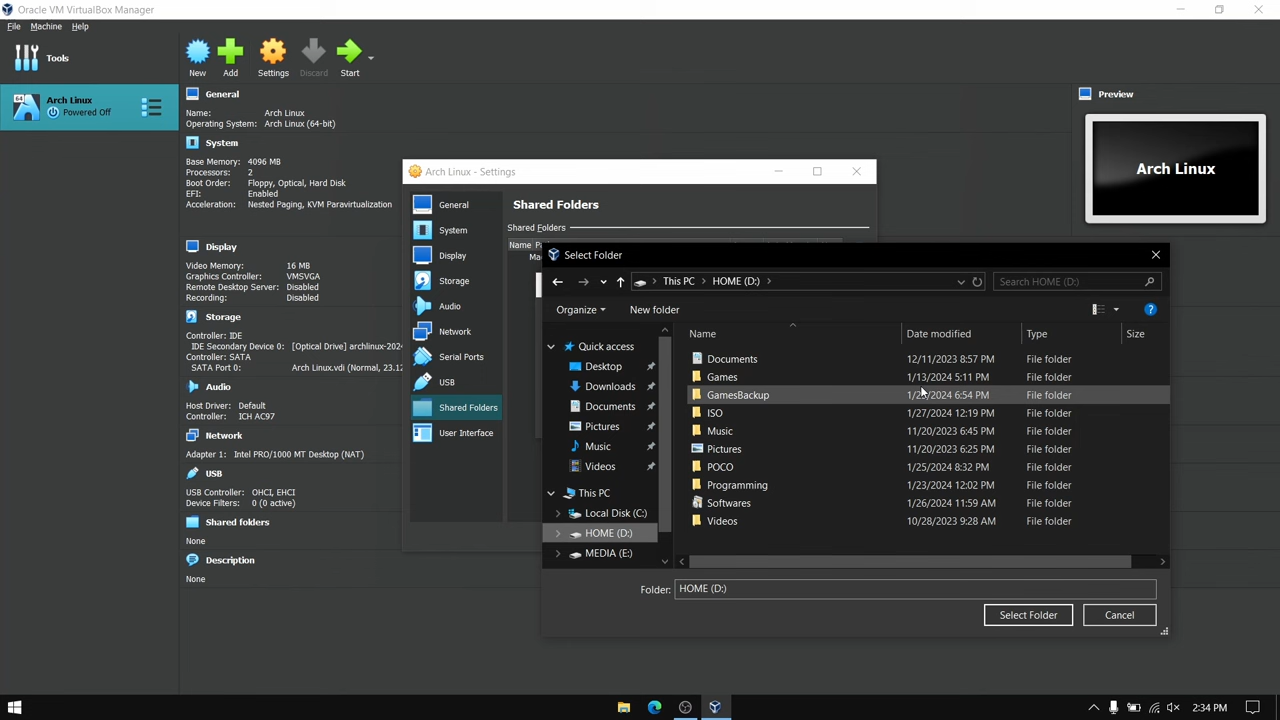 Oracle VM VirtualBox Manager
File Machine Help
Tools
New Add Settings Discard Start
Arch Linux
Powered Off
64
General
Name: Arch Linux
Operating System: Arch Linux (64-bit)
System
Base Memory: 4096 MB
Processors: 2
Boot Order: Floppy, Optical, Hard Disk
EFI: Enabled
Acceleration: Nested Paging, KVM Paravirtualization
Display
Video Memory: 16 MB
Graphics Controller: VMSVGA
Remote Desktop Server: Disabled
Recording: Disabled
Storage
Controller: IDE
IDE Secondary Device 0: [Optical Drive] archlinux-202
Controller: SATA
SATA Port 0: Arch Linux.vdi (Normal, 23.12
Audio
Host Driver: Default
Controller: ICH AC97
Network
Adapter 1: Intel PRO/1000 MT Desktop (NAT)
USB
USB Controller: OHCI, EHCI
Device Filters: 0 (0 active)
Shared folders
None
Description
None
Preview
Arch Linux
Arch Linux - Settings
General
System
Display
Storage
Audio
Network
Serial Ports
USB
Shared Folders
User Interface
Shared Folders
Shared Folders
Name Pa
Ma
Select Folder
This PC HOME (D:)
Search HOME (D:)
Organize New folder
Quick access
Desktop
Downloads
Documents
Pictures
Music
Videos
This PC
Local Disk (C:)
HOME (D:)
MEDIA (E:)
Name Date modified Type Size
Documents 12/11/2023 8:57 PM File folder
Games 1/13/2024 5:11 PM File folder
GamesBackup 6:54 PM File folder
ISO 1/27/2024 12:19 PM File folder
Music 11/20/2023 6:45 PM File folder
Pictures 11/20/2023 6:25 PM File folder
POCO 1/25/2024 8:32 PM File folder
Programming 1/23/2024 12:02 PM File folder
Softwares 1/26/2024 11:59 AM File folder
Videos 10/28/2023 9:28 AM File folder
Folder: HOME (D:)
Select Folder Cancel
2:34 PM